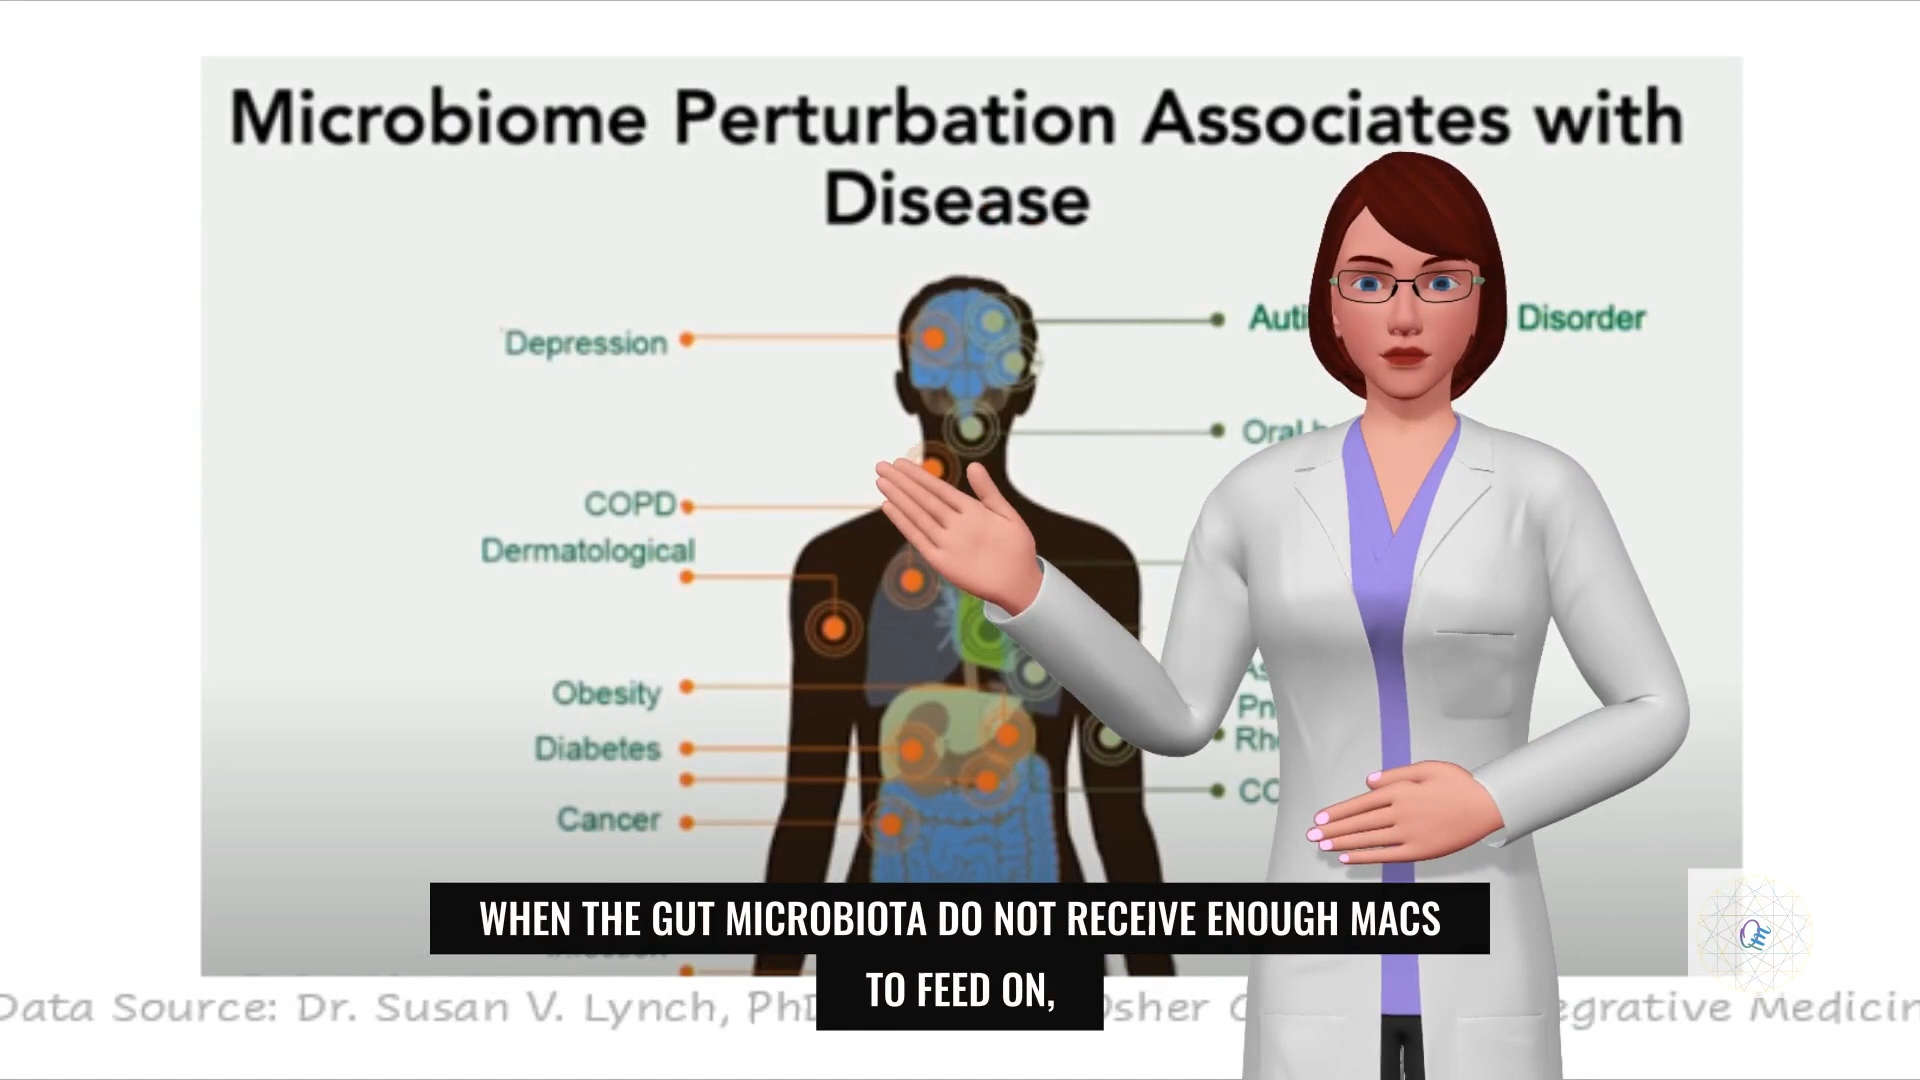 Microbiome Perturbation Associates with
Disease
Depression
Disorder
COPD
Dermatological
Obesity
Diabetes
Cancer
WHEN THE GUT MICROBIOTA DO NOT RECEIVE ENOUGH MACS
TO FEED ON,
Data Source: Dr. Susan V. Lynch, PhD Osher